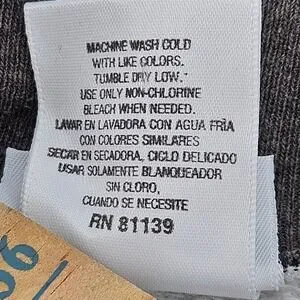 MACHINE WASH COLD
WITH LIKE COLORS.
TUMBLE DRY LOW.
USE ONLY NON-CHLORINE
BLEACH WHEN NEEDED.
LAVAR EN LAVADORA CON AGUA FRÍA
CON COLORES SIMILARES
SECAR EN SECADORA, CICLO DELICADO
USAR SOLAMENTE BLANQUEADOR
SIN CLORO,
CUANDO SE NECESITE
RN 81139